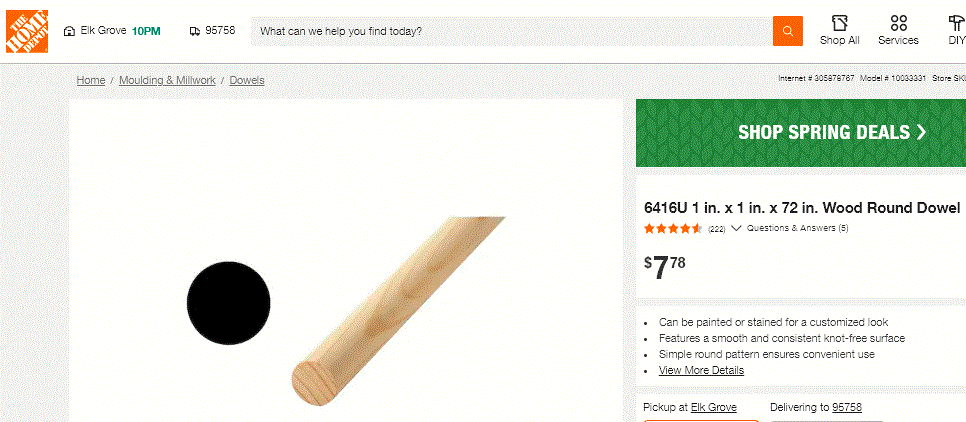 THE HOME DEPOT
Elk Grove 10PM 95758 What can we help you find today? Shop All Services DIY
Home / Moulding & Millwork / Dowels
Internet # 305878767 Model # 10033331 Store SK
SHOP SPRING DEALS
6416U 1 in. x 1 in. x 72 in. Wood Round Dowel
(222) Questions & Answers (5)
$7 78
• Can be painted or stained for a customized look
• Features a smooth and consistent knot-free surface
• Simple round pattern ensures convenient use
• View More Details
Pickup at Elk Grove Delivering to 95758